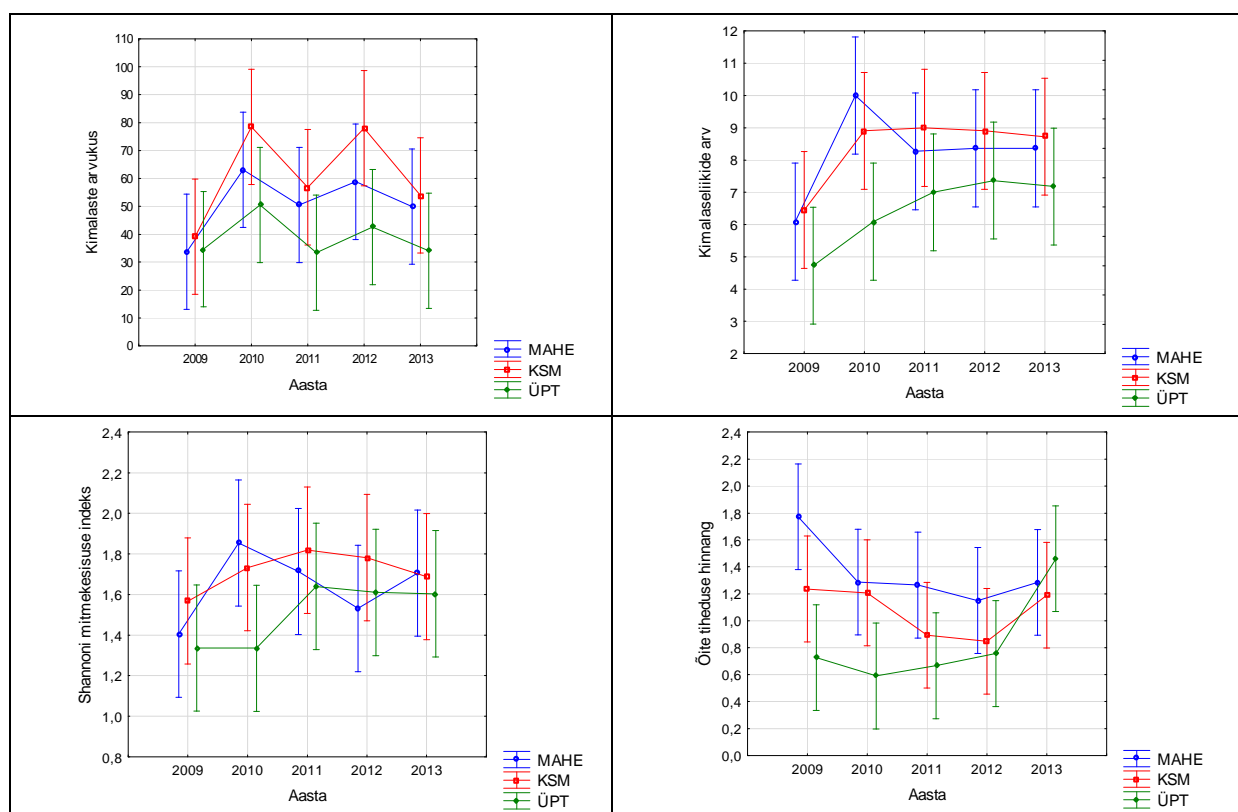 Kimalaste arvukus
110
100
90
80
70
60
50
40
30
20
10
0
2009 2010 2011 2012 2013
Aasta
MAHE
KSM
ÜPT
Kimalaseliikide arv
12
11
10
9
8
7
6
5
4
3
2
2009 2010 2011 2012 2013
Aasta
MAHE
KSM
ÜPT
Shannoni mitmekesisuse indeks
2,4
2,2
2,0
1,8
1,6
1,4
1,2
1,0
0,8
2009 2010 2011 2012 2013
Aasta
MAHE
KSM
ÜPT
Õite tiheduse hinnang
2,4
2,2
2,0
1,8
1,6
1,4
1,2
1,0
0,8
0,6
0,4
0,2
0,0
2009 2010 2011 2012 2013
Aasta
MAHE
KSM
ÜPT